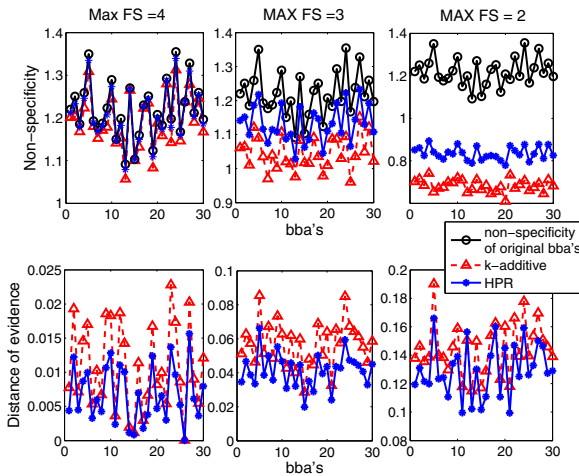 Max FS =4
MAX FS =3
MAX FS = 2
Non-specificity
1.4
1.3
1.2
1.1
1
0 10 20 30
1.4
1.3
1.2
1.1
1
0.9
0 10 20 30
bba's
1.4
1.2
1
0.8
0.6
0 10 20 30
non-specificity
of original bba's
k-additive
HPR
Distance of evidence
0.025
0.02
0.015
0.01
0.005
0
0 10 20 30
0.1
0.08
0.06
0.04
0.02
0
0 10 20 30
bba's
0.2
0.18
0.16
0.14
0.12
0.1
0.08
0 10 20 30
bba's